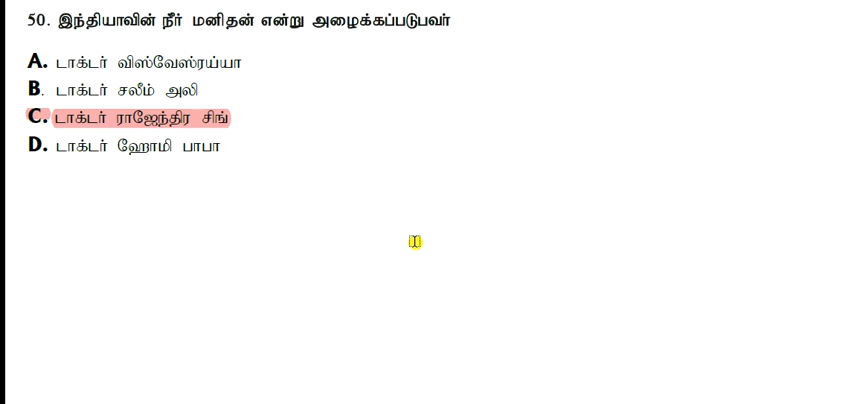 50. இந்தியாவின் நீர் மனிதன் என்று அழைக்கப்படுபவர்
A. டாக்டர் விஸ்வேஸ்ரய்யா
B. டாக்டர் சலீம் அலி
C. டாக்டர் ராஜேந்திர சிங்
D. டாக்டர் ஹோமி பாபா